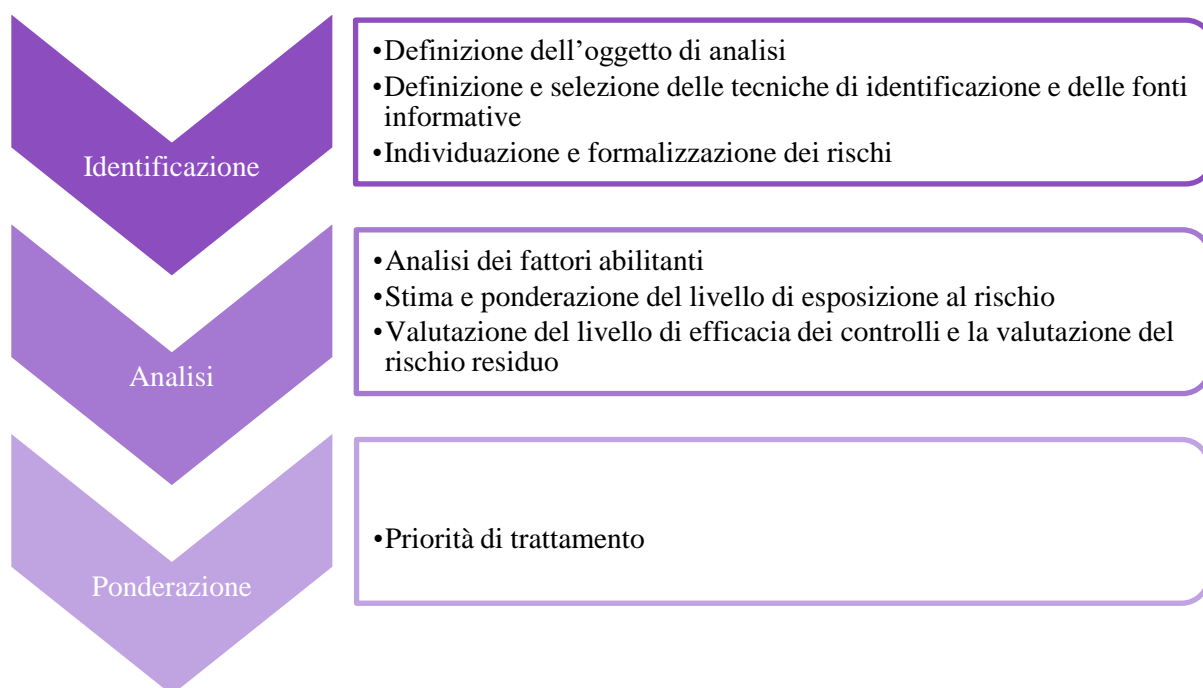 Identificazione
•Definizione dell’oggetto di analisi
•Definizione e selezione delle tecniche di identificazione e delle fonti
informative
•Individuazione e formalizzazione dei rischi
Analisi
•Analisi dei fattori abilitanti
•Stima e ponderazione del livello di esposizione al rischio
•Valutazione del livello di efficacia dei controlli e la valutazione del
rischio residuo
Ponderazione
•Priorità di trattamento